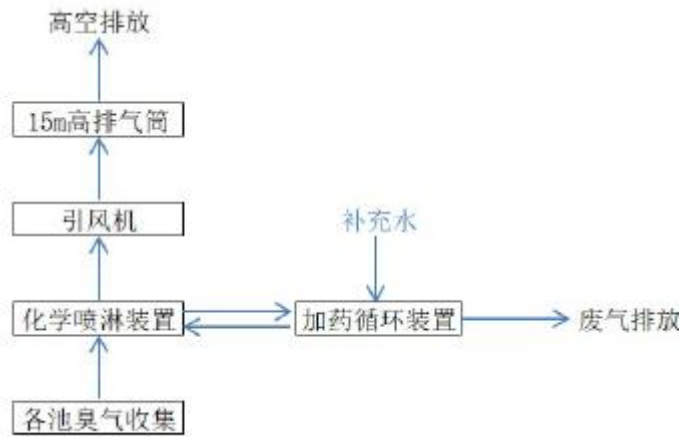 高空排放
15m高排气筒
引风机
补充水
化学喷淋装置
加药循环装置
废气排放
各池臭气收集